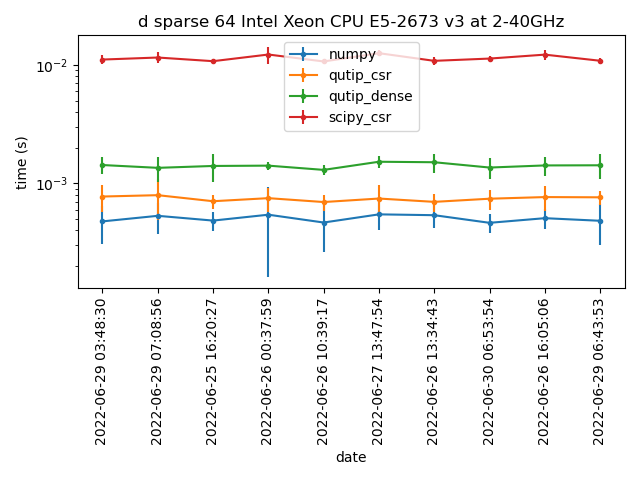 d sparse 64 Intel Xeon CPU E5-2673 v3 at 2-40GHz
numpy
qutip_csr
qutip_dense
scipy_csr
time (s)
10⁻²
10⁻³
2022-06-29 03:48:30
2022-06-29 07:08:56
2022-06-25 16:20:27
2022-06-26 00:37:59
2022-06-26 10:39:17
2022-06-27 13:47:54
2022-06-26 13:34:43
2022-06-30 06:53:54
2022-06-26 16:05:06
2022-06-29 06:43:53
date